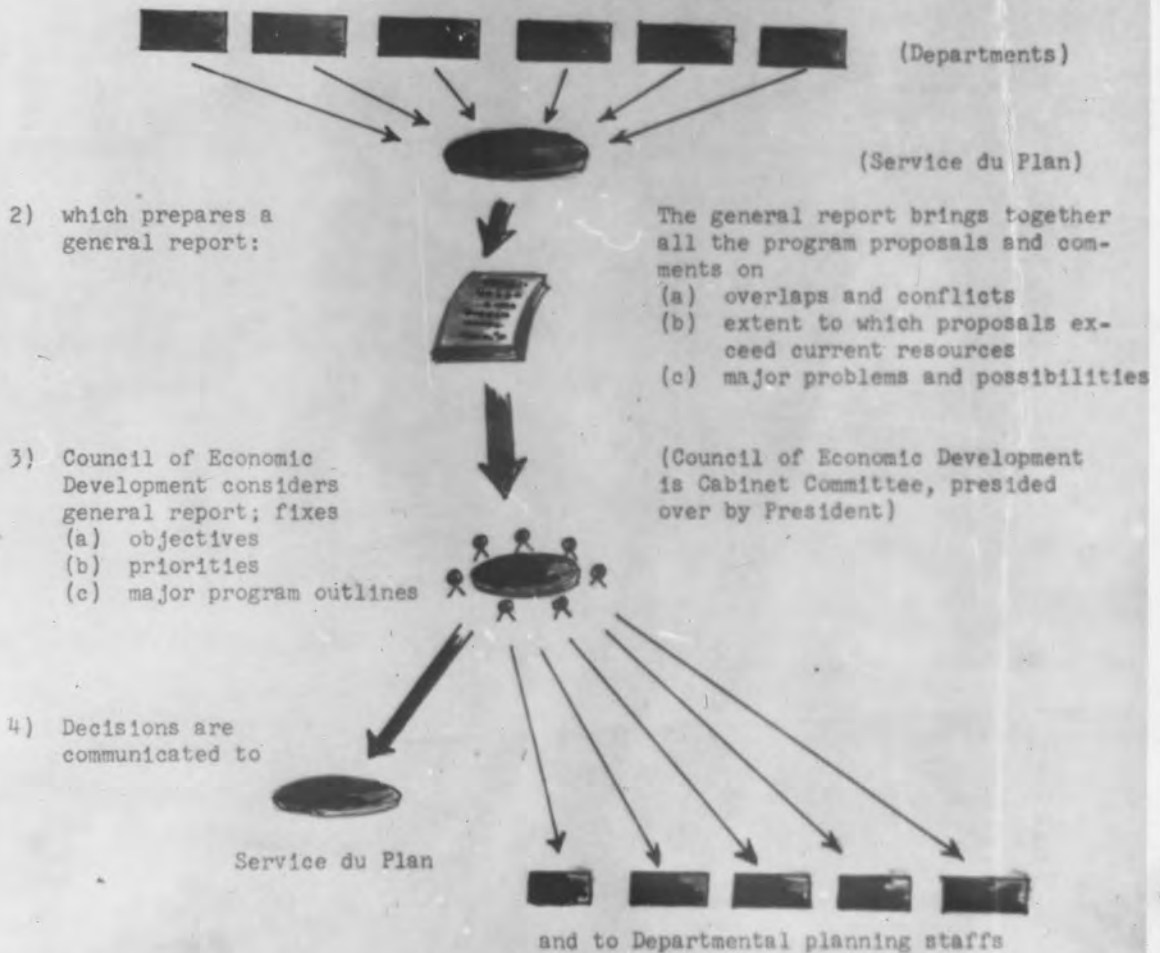 (Departments)
(Service du Plan)
2) which prepares a
general report:
The general report brings together
all the program proposals and com-
ments on
(a) overlaps and conflicts
(b) extent to which proposals ex-
ceed current resources
(c) major problems and possibilities
3) Council of Economic
Development considers
general report; fixes
(a) objectives
(b) priorities
(c) major program outlines
(Council of Economic Development
is Cabinet Committee, presided
over by President)
4) Decisions are
communicated to
Service du Plan
and to Departmental planning staffs